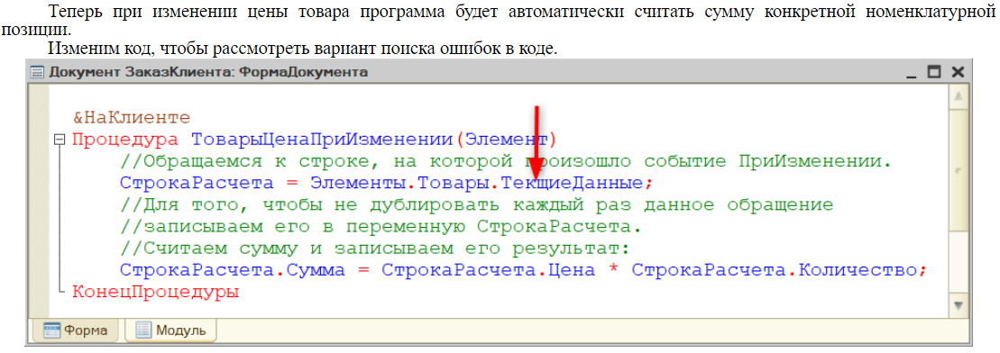 Теперь при изменении цены товара программа будет автоматически считать сумму конкретной номенклатурной
позиции.
Изменим код, чтобы рассмотреть вариант поиска ошибок в коде.
Документ ЗаказКлиента: ФормаДокумента
&НаКлиенте
Процедура ТоварыЦенаПриИзменении(Элемент)
//Обращаемся к строке, на которой произошло событие ПриИзменении.
СтрокаРасчета = Элементы.Товары.ТекщиеДанные;
//Для того, чтобы не дублировать каждый раз данное обращение
//записываем его в переменную СтрокаРасчета.
//Считаем сумму и записываем его результат:
СтрокаРасчета.Сумма = СтрокаРасчета.Цена * СтрокаРасчета.Количество;
КонецПроцедуры
Форма Модуль